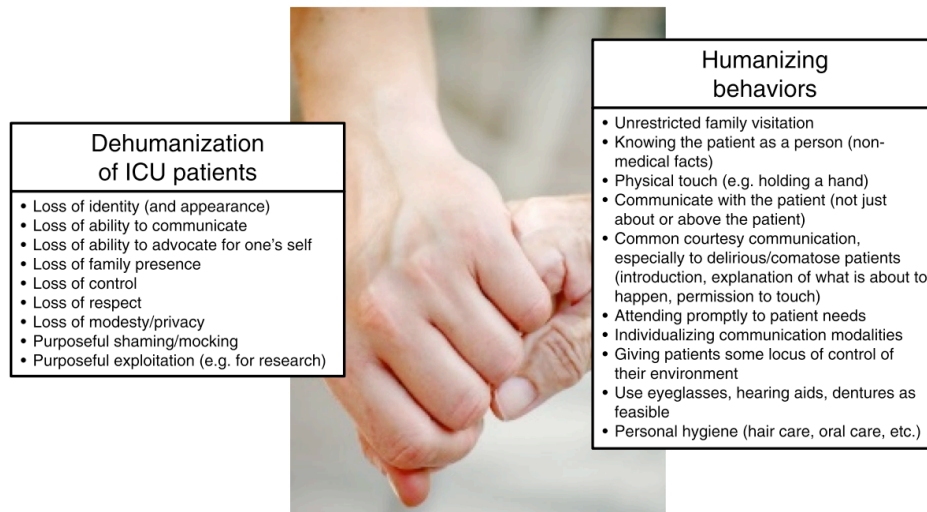 Dehumanization
of ICU patients
• Loss of identity (and appearance)
• Loss of ability to communicate
• Loss of ability to advocate for one's self
• Loss of family presence
• Loss of control
• Loss of respect
• Loss of modesty/privacy
• Purposeful shaming/mocking
• Purposeful exploitation (e.g. for research)
Humanizing
behaviors
• Unrestricted family visitation
• Knowing the patient as a person (non-
medical facts)
• Physical touch (e.g. holding a hand)
• Communicate with the patient (not just
about or above the patient)
• Common courtesy communication,
especially to delirious/comatose patients
(introduction, explanation of what is about to
happen, permission to touch)
• Attending promptly to patient needs
• Individualizing communication modalities
• Giving patients some locus of control of
their environment
• Use eyeglasses, hearing aids, dentures as
feasible
• Personal hygiene (hair care, oral care, etc.)